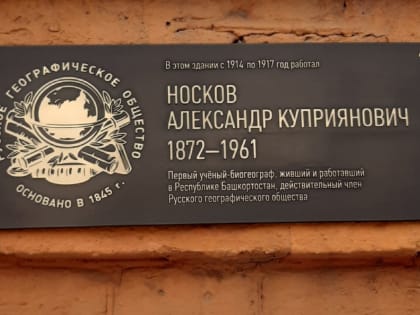 РУССКОЕ ГЕОГРАФИЧЕСКОЕ ОБЩЕСТВО
ОСНОВАНО В 1845 г.
В этом здании с 1914 по 1917 год работал
НОСКОВ
АЛЕКСАНДР КУПРИЯНОВИЧ
1872–1961
Первый учёный-биогеограф, живший и работавший
в Республике Башкортостан, действительный член
Русского географического общества